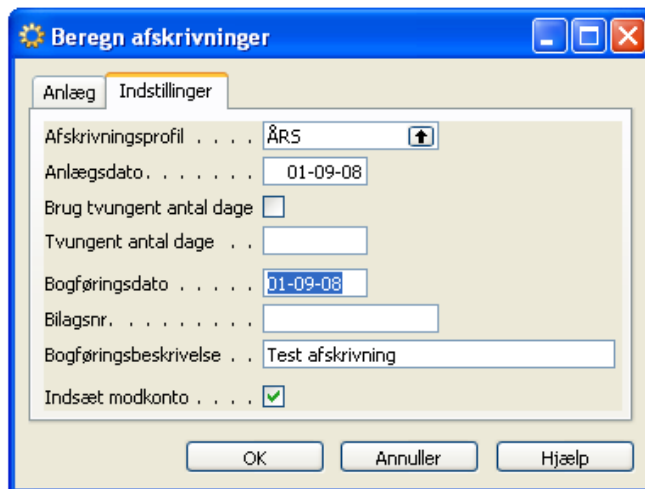 Beregn afskrivninger
Anlæg Indstillinger
Afskrivningsprofil . . . . ÅRS
Anlægsdato. . . . . . . 01-09-08
Brug tvungent antal dage
Tvungent antal dage . .
Bogføringsdato . . . . . 01-09-08
Bilagsnr. . . . . . . . . .
Bogføringsbeskrivelse . . Test afskrivning
Indsæt modkonto . . . .
OK Annuller Hjælp